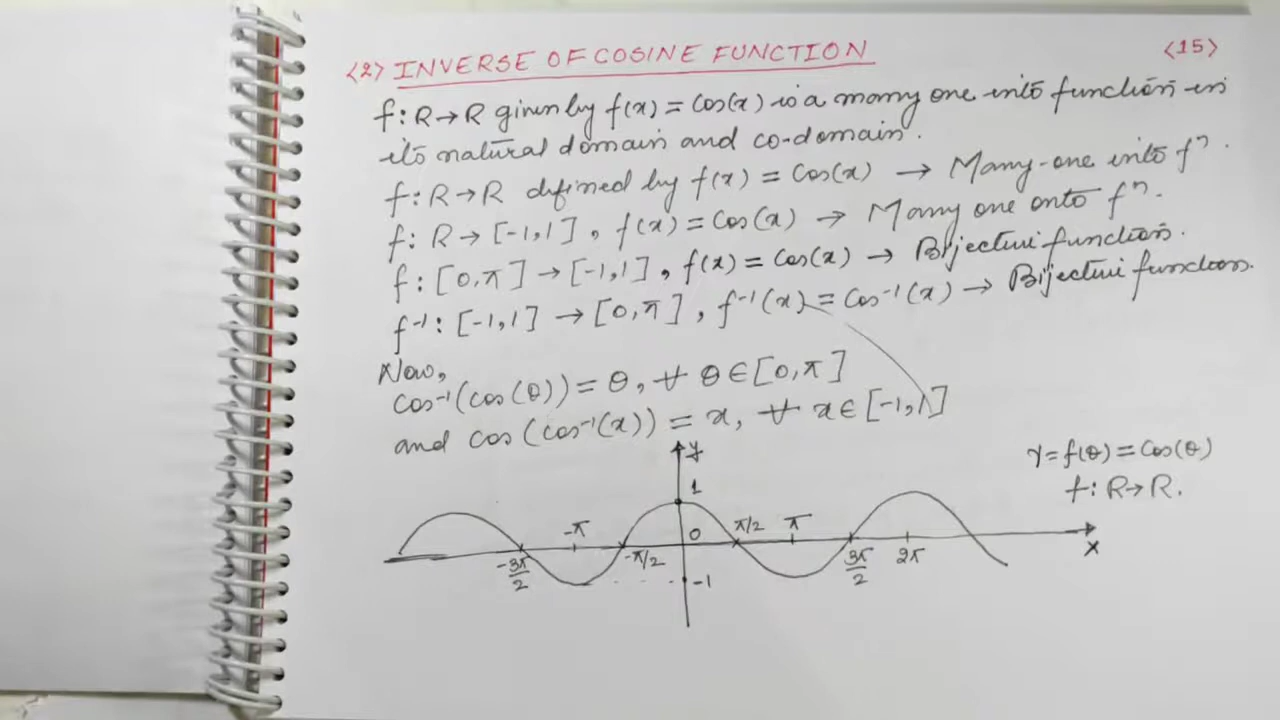 <2> INVERSE OF COSINE FUNCTION
<15>
f: R→R given by f(x) = Cos(x) is a many one into function in
its natural domain and co-domain.
f: R→R defined by f(x) = Cos(x) → Many-one into fⁿ.
f: R→[-1,1], f(x) = Cos(x) → Many one onto fⁿ.
f: [0,π]→[-1,1], f(x) = Cos(x) → Bijective function.
f⁻¹: [-1,1] → [0,π], f⁻¹(x) = Cos⁻¹(x) → Bijective function.
Now,
cos⁻¹(cos(θ)) = θ, ∀ θ∈[0,π]
and cos(cos⁻¹(x)) = x, ∀ x∈[-1,1]
y
Y=f(θ)=Cos(θ)
f: R→R.
1
-π
0
π/2
π
-3π/2
-π/2
3π/2
2π
x
-1